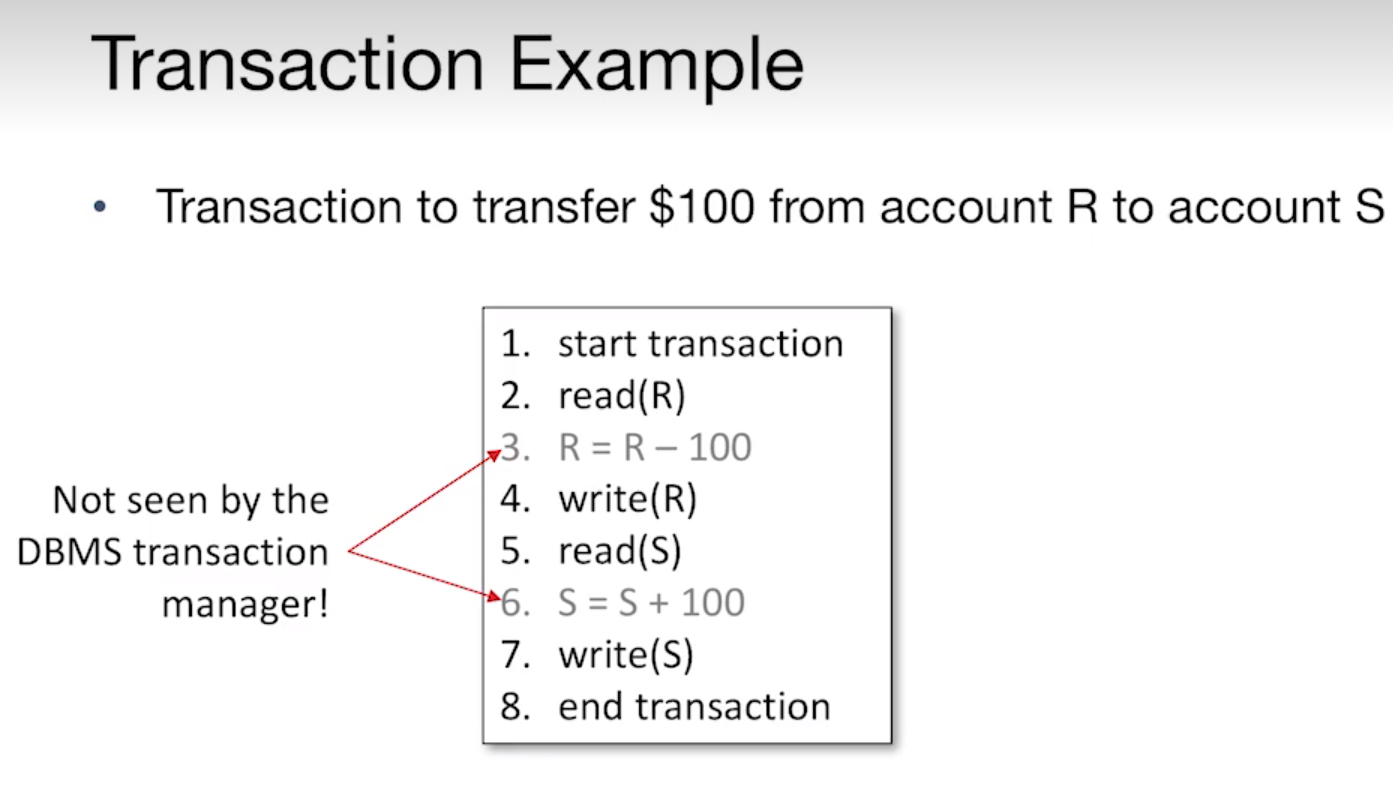 Transaction Example
• Transaction to transfer $100 from account R to account S
1. start transaction
2. read(R)
3. R = R – 100
4. write(R)
5. read(S)
6. S = S + 100
7. write(S)
8. end transaction
Not seen by the
DBMS transaction
manager!